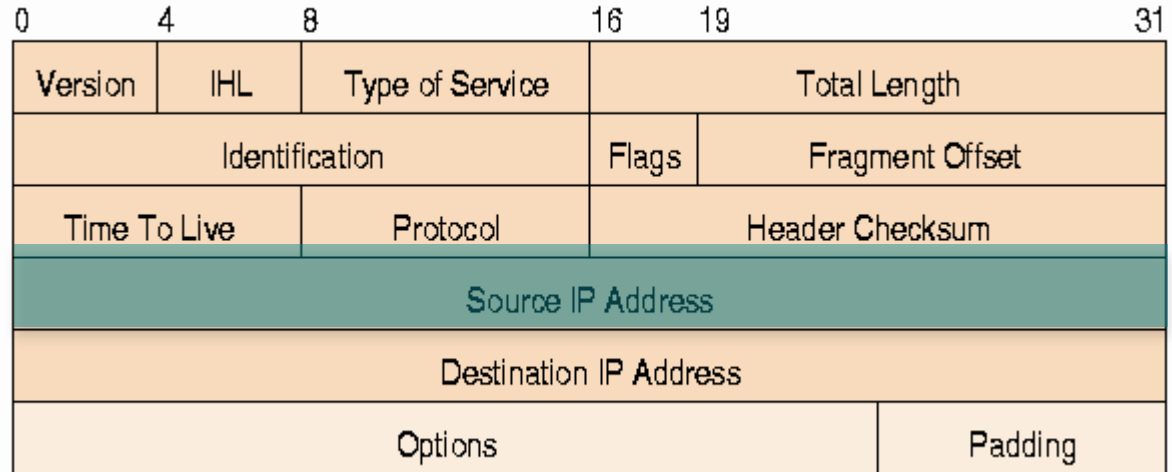 0 4 8 16 19 31
Version IHL Type of Service Total Length
Identification Flags Fragment Offset
Time To Live Protocol Header Checksum
Source IP Address
Destination IP Address
Options Padding